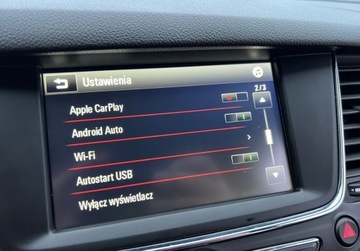 Ustawienia
2/3
Apple CarPlay
Android Auto
Wi-Fi
Autostart USB
Wyłącz wyświetlacz